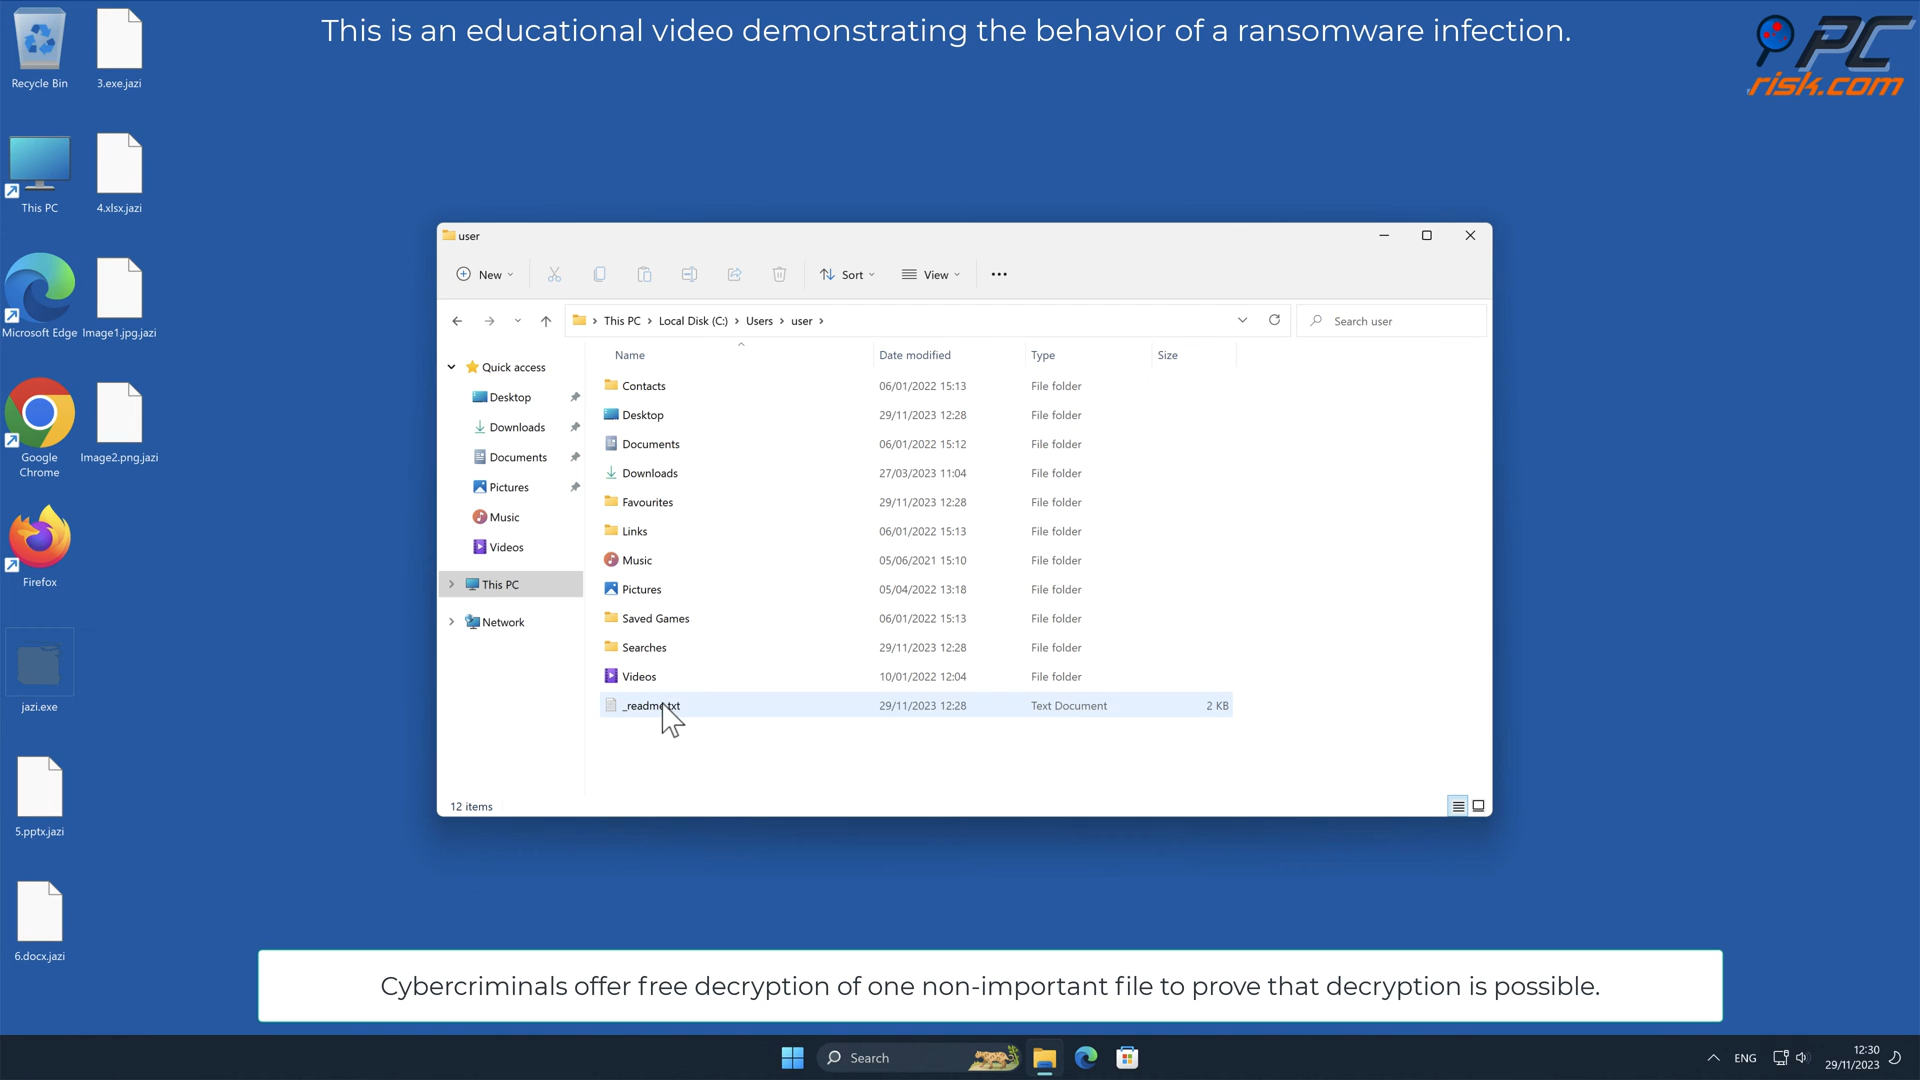 This is an educational video demonstrating the behavior of a ransomware infection.
PC
risk.com
Recycle Bin
3.exe.jazi
This PC
4.xlsx.jazi
Microsoft Edge
Image1.jpg.jazi
Google
Chrome
Image2.png.jazi
Firefox
jazi.exe
5.pptx.jazi
6.docx.jazi
user
New
Sort
View
This PC > Local Disk (C:) > Users > user >
Search user
Quick access
Desktop
Downloads
Documents
Pictures
Music
Videos
This PC
Network
Name Date modified Type Size
Contacts 06/01/2022 15:13 File folder
Desktop 29/11/2023 12:28 File folder
Documents 06/01/2022 15:12 File folder
Downloads 27/03/2023 11:04 File folder
Favourites 29/11/2023 12:28 File folder
Links 06/01/2022 15:13 File folder
Music 05/06/2021 15:10 File folder
Pictures 05/04/2022 13:18 File folder
Saved Games 06/01/2022 15:13 File folder
Searches 29/11/2023 12:28 File folder
Videos 10/01/2022 12:04 File folder
_readme.txt 29/11/2023 12:28 Text Document 2 KB
12 items
Cybercriminals offer free decryption of one non-important file to prove that decryption is possible.
Search
ENG
12:30
29/11/2023